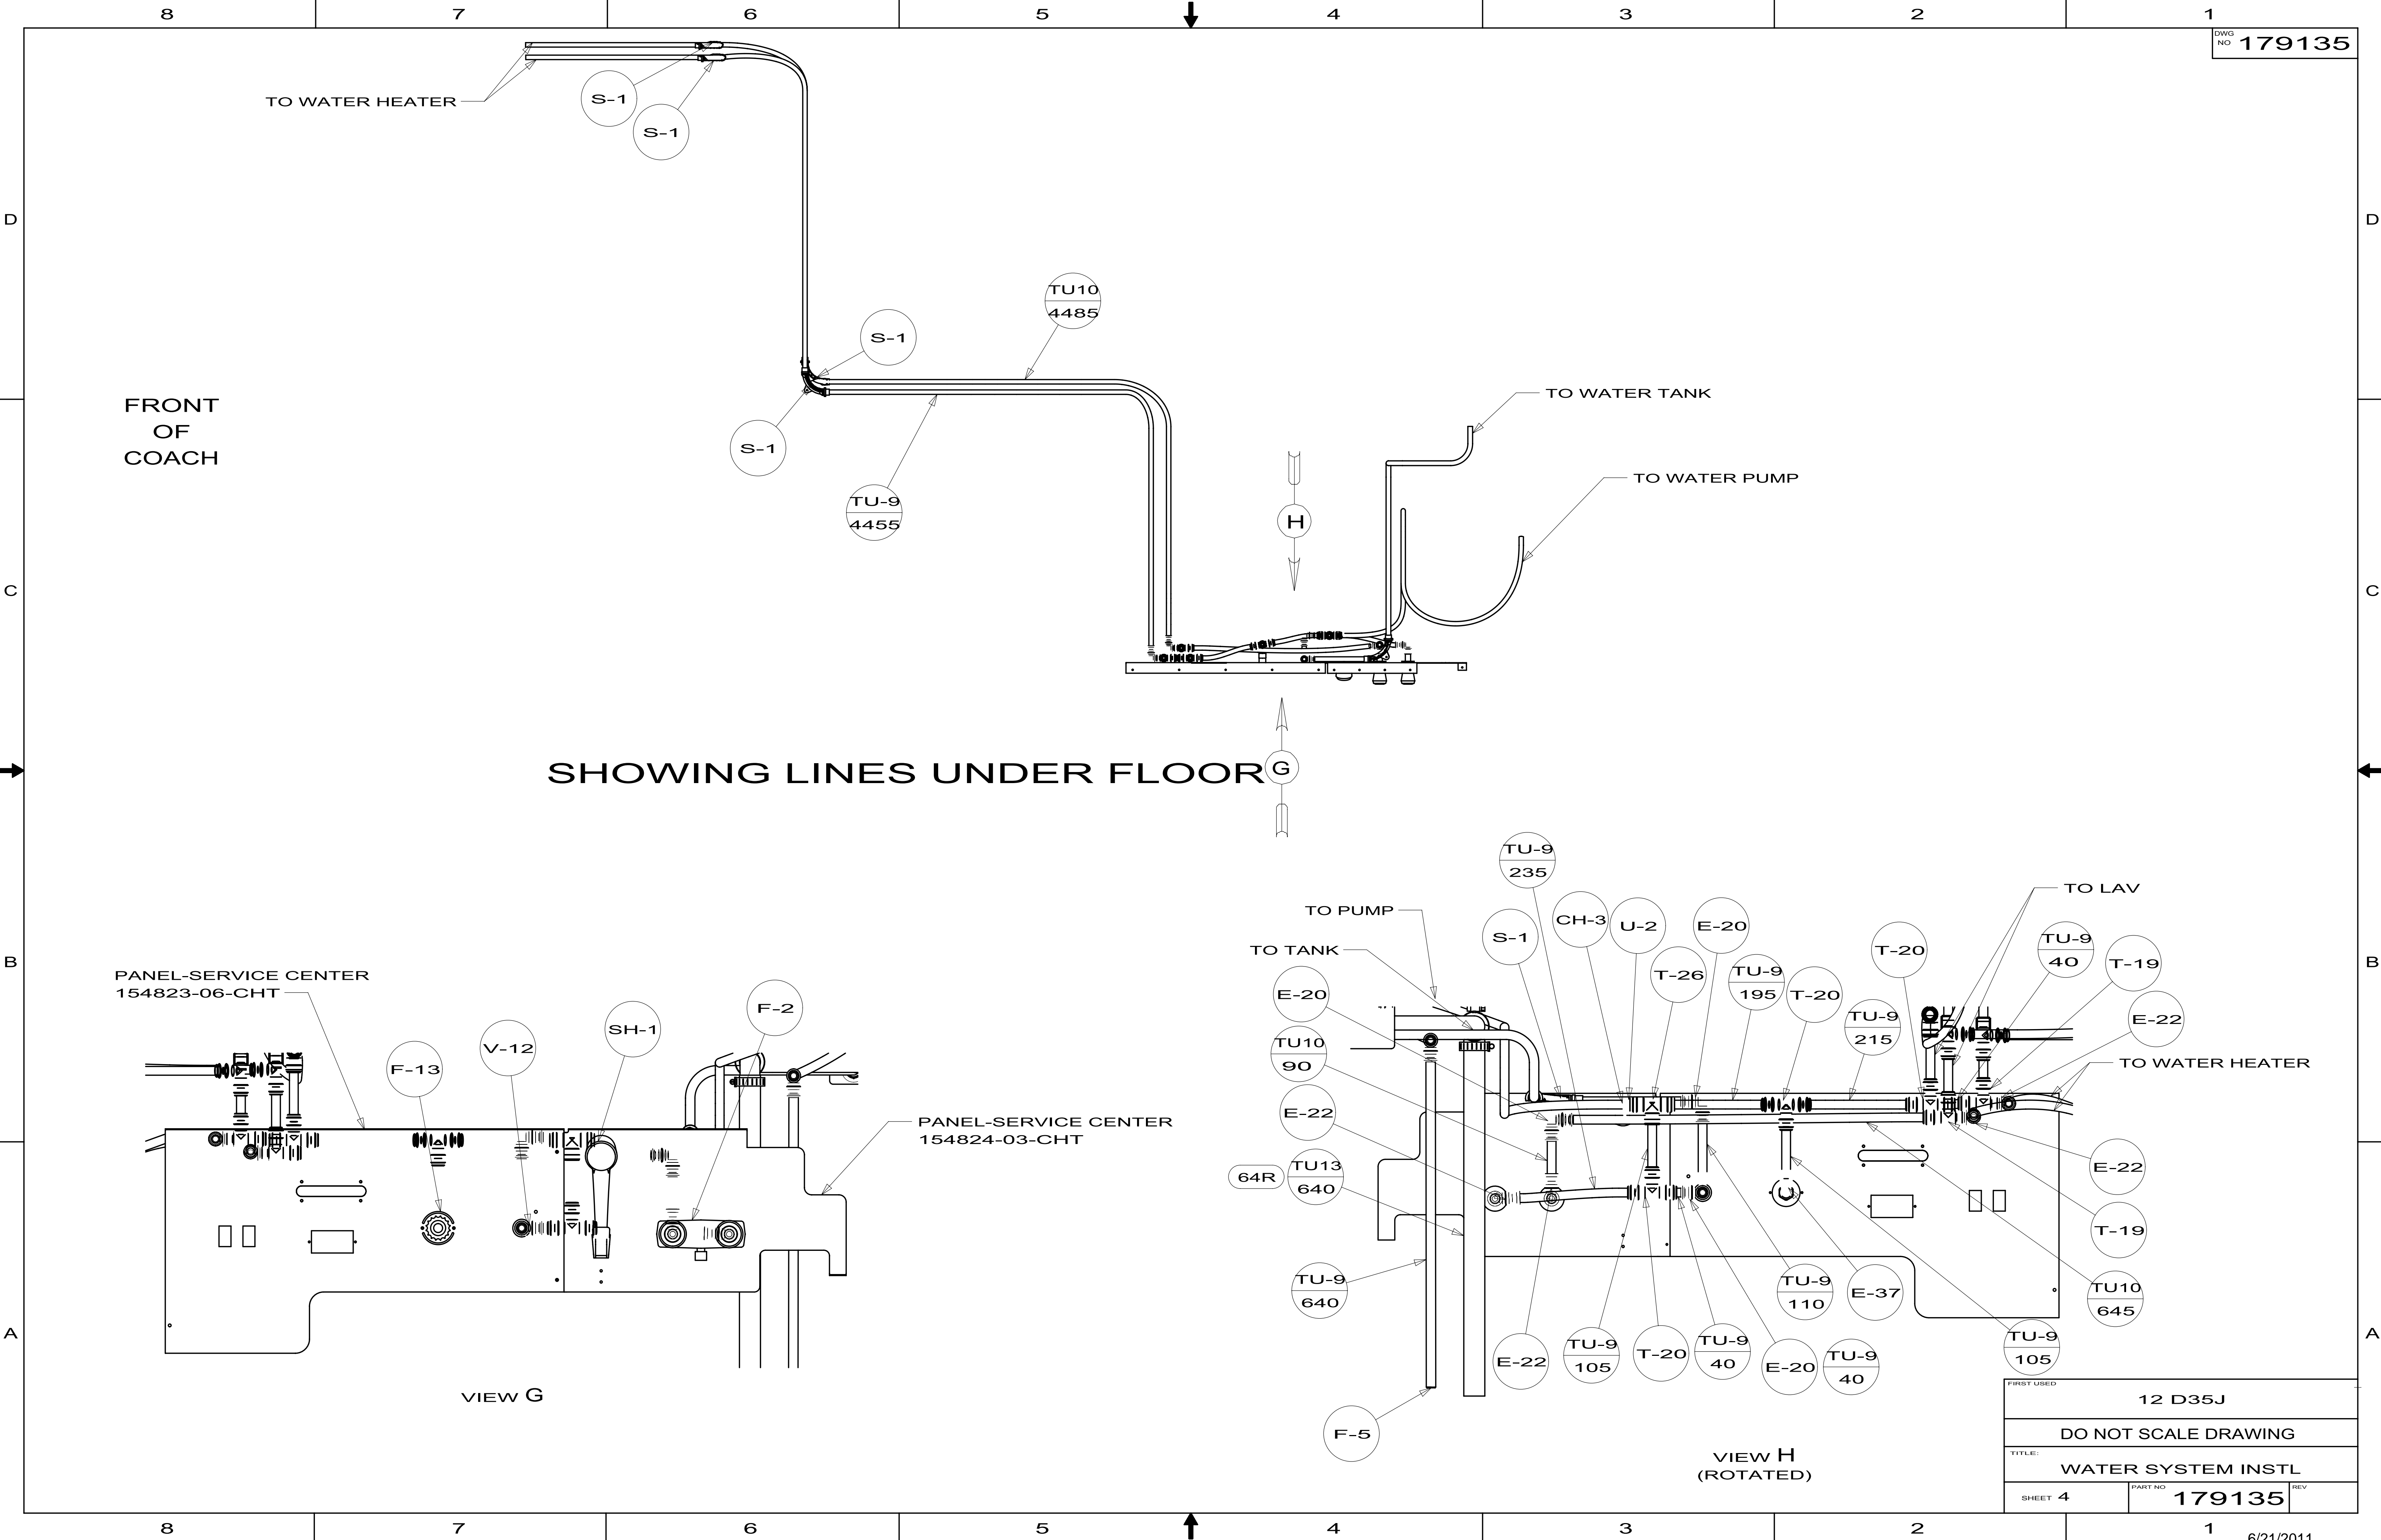 8 7 6 5 4 3 2 1
DWG
NO 179135
TO WATER HEATER
S-1
S-1
D
D
TU10
4485
S-1
FRONT
OF
COACH
TO WATER TANK
S-1
TO WATER PUMP
TU-9
4455
H
C
C
SHOWING LINES UNDER FLOOR
G
TU-9
235
TO LAV
TO PUMP
CH-3
U-2
E-20
S-1
TO TANK
T-20
TU-9
40
T-19
B
B
PANEL-SERVICE CENTER
154823-06-CHT
T-26
TU-9
195
T-20
E-20
F-2
SH-1
V-12
F-13
TU-9
215
E-22
TU10
90
TO WATER HEATER
E-22
PANEL-SERVICE CENTER
154824-03-CHT
64R
TU13
640
E-22
T-19
TU-9
640
TU-9
110
E-37
TU10
645
A
A
E-22
TU-9
105
T-20
TU-9
40
E-20
TU-9
40
TU-9
105
VIEW G
F-5
VIEW H
(ROTATED)
FIRST USED
12 D35J
DO NOT SCALE DRAWING
TITLE:
WATER SYSTEM INSTL
SHEET 4
PART NO 179135
REV
8 7 6 5 4 3 2 1
6/21/2011